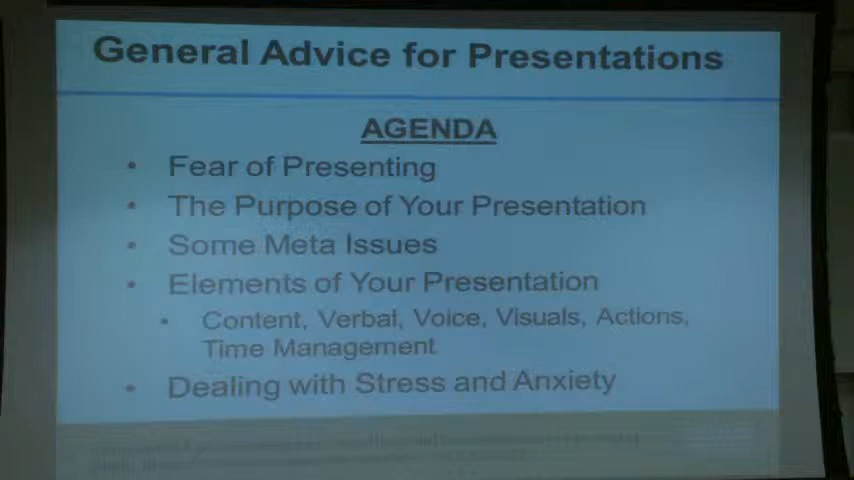 General Advice for Presentations
AGENDA
• Fear of Presenting
• The Purpose of Your Presentation
• Some Meta Issues
• Elements of Your Presentation
• Content, Verbal, Voice, Visuals, Actions,
Time Management
• Dealing with Stress and Anxiety